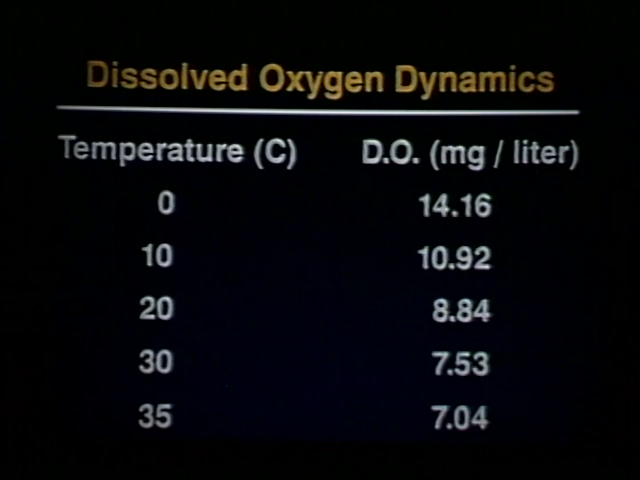 Dissolved Oxygen Dynamics
Temperature (C) D.O. (mg / liter)
0 14.16
10 10.92
20 8.84
30 7.53
35 7.04